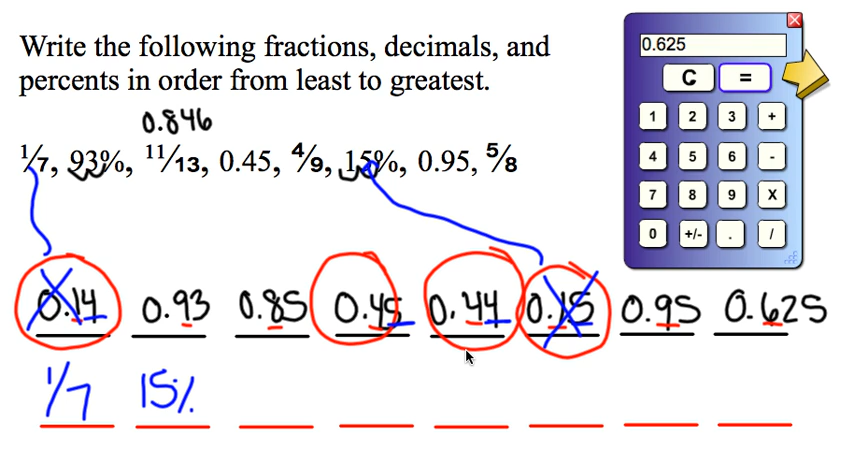 Write the following fractions, decimals, and
percents in order from least to greatest.
0.846
1/7, 93%, 11/13, 0.45, 4/9, 15%, 0.95, 5/8
0.14 0.93 0.85 0.45 0.44 0.15 0.95 0.625
1/7 15%
0.625
C =
1 2 3 +
4 5 6 -
7 8 9 X
0 +/- . /